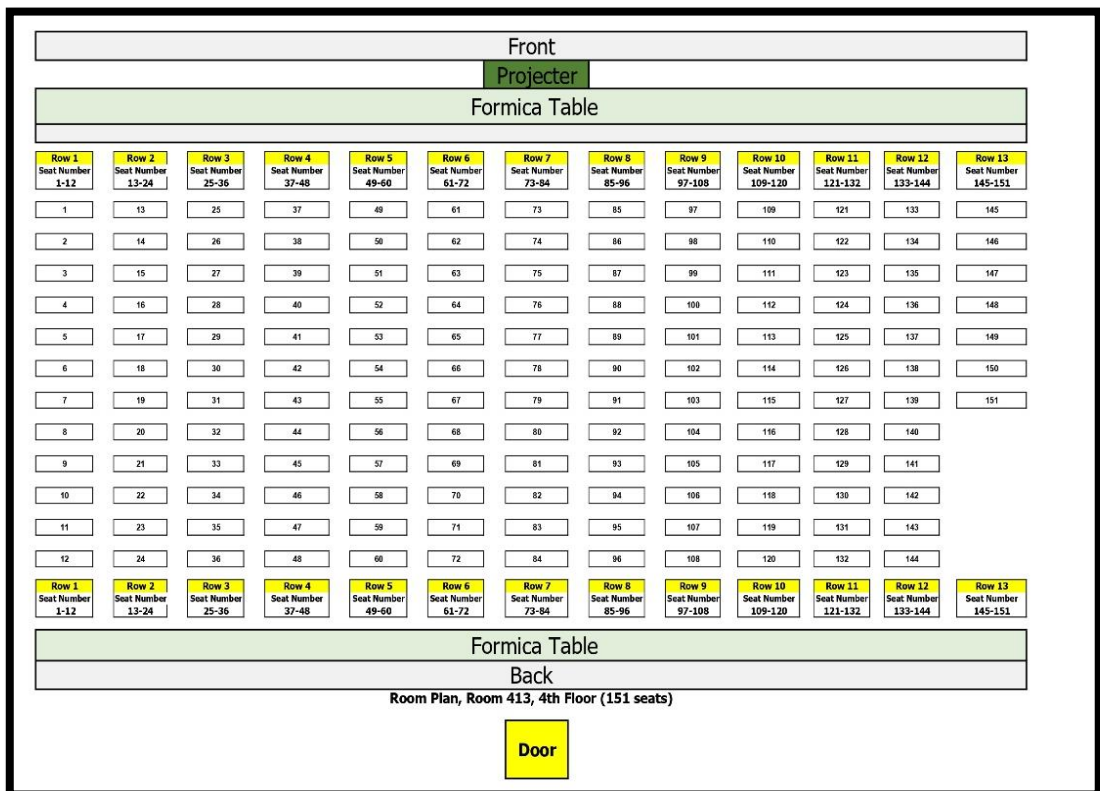 Front
Projecter
Formica Table
Row 1 Row 2 Row 3 Row 4 Row 5 Row 6 Row 7 Row 8 Row 9 Row 10 Row 11 Row 12 Row 13
Seat Number Seat Number Seat Number Seat Number Seat Number Seat Number Seat Number Seat Number Seat Number Seat Number Seat Number Seat Number Seat Number
1-12 13-24 25-36 37-48 49-60 61-72 73-84 85-96 97-108 109-120 121-132 133-144 145-151
1 13 25 37 49 61 73 85 97 109 121 133 145
2 14 26 38 50 62 74 86 98 110 122 134 146
3 15 27 39 51 63 75 87 99 111 123 135 147
4 16 28 40 52 64 76 88 100 112 124 136 148
5 17 29 41 53 65 77 89 101 113 125 137 149
6 18 30 42 54 66 78 90 102 114 126 138 150
7 19 31 43 55 67 79 91 103 115 127 139 151
8 20 32 44 56 68 80 92 104 116 128 140
9 21 33 45 57 69 81 93 105 117 129 141
10 22 34 46 58 70 82 94 106 118 130 142
11 23 35 47 59 71 83 95 107 119 131 143
12 24 36 48 60 72 84 96 108 120 132 144
Row 1 Row 2 Row 3 Row 4 Row 5 Row 6 Row 7 Row 8 Row 9 Row 10 Row 11 Row 12 Row 13
Seat Number Seat Number Seat Number Seat Number Seat Number Seat Number Seat Number Seat Number Seat Number Seat Number Seat Number Seat Number Seat Number
1-12 13-24 25-36 37-48 49-60 61-72 73-84 85-96 97-108 109-120 121-132 133-144 145-151
Formica Table
Back
Room Plan, Room 413, 4th Floor (151 seats)
Door